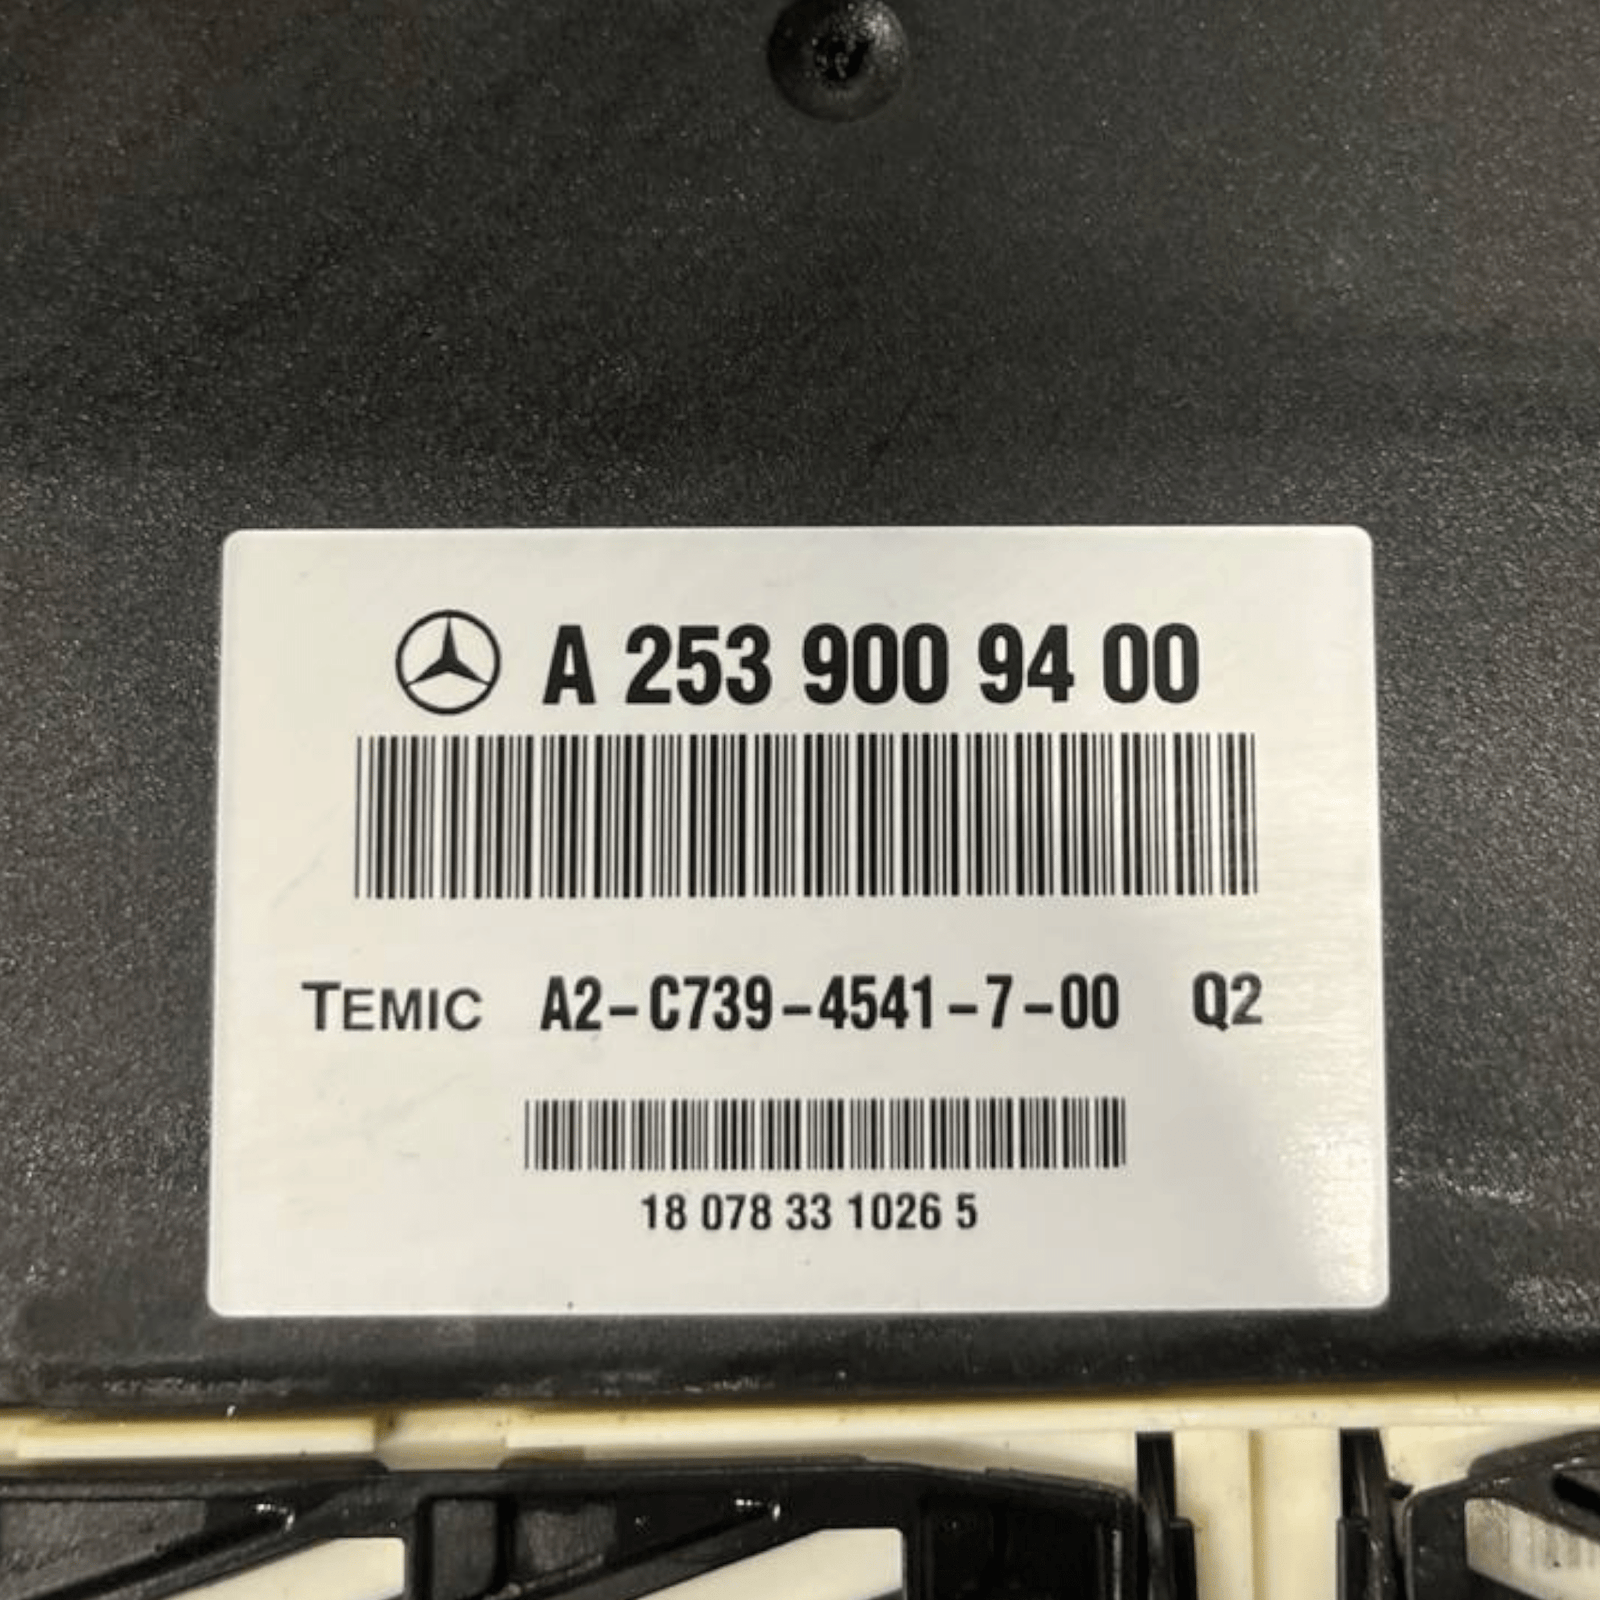 A 253 900 94 00
TEMIC A2-C739-4541-7-00 Q2
18 078 33 1026 5